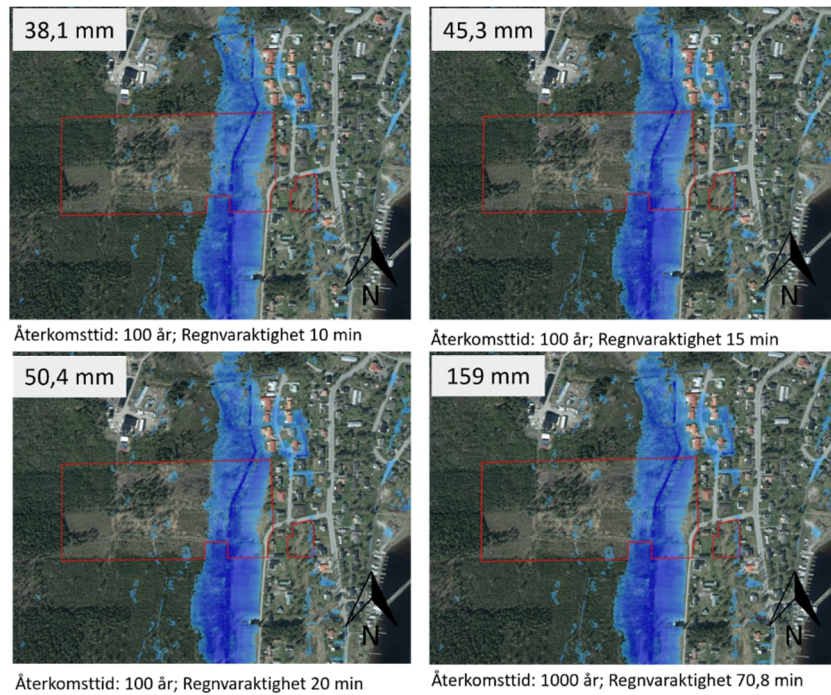 38,1 mm
45,3 mm
N
N
Återkomsttid: 100 år; Regnvaraktighet 10 min
Återkomsttid: 100 år; Regnvaraktighet 15 min
50,4 mm
159 mm
N
N
Återkomsttid: 100 år; Regnvaraktighet 20 min
Återkomsttid: 1000 år; Regnvaraktighet 70,8 min